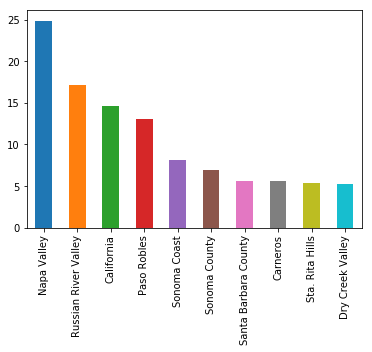 25
20
15
10
5
0
Napa Valley
Russian River Valley
California
Paso Robles
Sonoma Coast
Sonoma County
Santa Barbara County
Carneros
Sta. Rita Hills
Dry Creek Valley